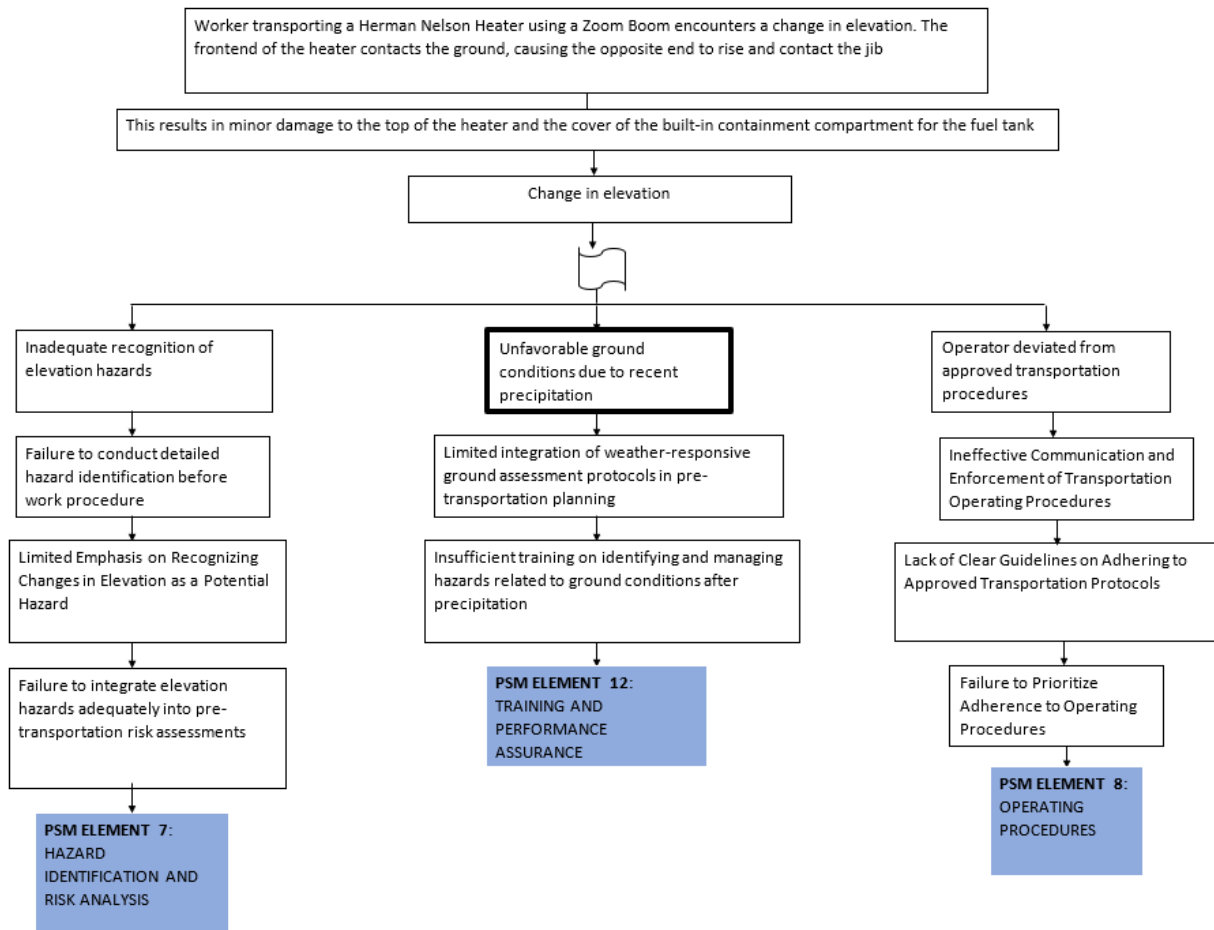 Worker transporting a Herman Nelson Heater using a Zoom Boom encounters a change in elevation. The
frontend of the heater contacts the ground, causing the opposite end to rise and contact the jib
This results in minor damage to the top of the heater and the cover of the built-in containment compartment for the fuel tank
Change in elevation
Inadequate recognition of
elevation hazards
Failure to conduct detailed
hazard identification before
work procedure
Limited Emphasis on Recognizing
Changes in Elevation as a Potential
Hazard
Failure to integrate elevation
hazards adequately into pre-
transportation risk assessments
PSM ELEMENT 7:
HAZARD
IDENTIFICATION AND
RISK ANALYSIS
Unfavorable ground
conditions due to recent
precipitation
Limited integration of weather-responsive
ground assessment protocols in pre-
transportation planning
Insufficient training on identifying and managing
hazards related to ground conditions after
precipitation
PSM ELEMENT 12:
TRAINING AND
PERFORMANCE
ASSURANCE
Operator deviated from
approved transportation
procedures
Ineffective Communication and
Enforcement of Transportation
Operating Procedures
Lack of Clear Guidelines on Adhering to
Approved Transportation Protocols
Failure to Prioritize
Adherence to Operating
Procedures
PSM ELEMENT 8:
OPERATING
PROCEDURES